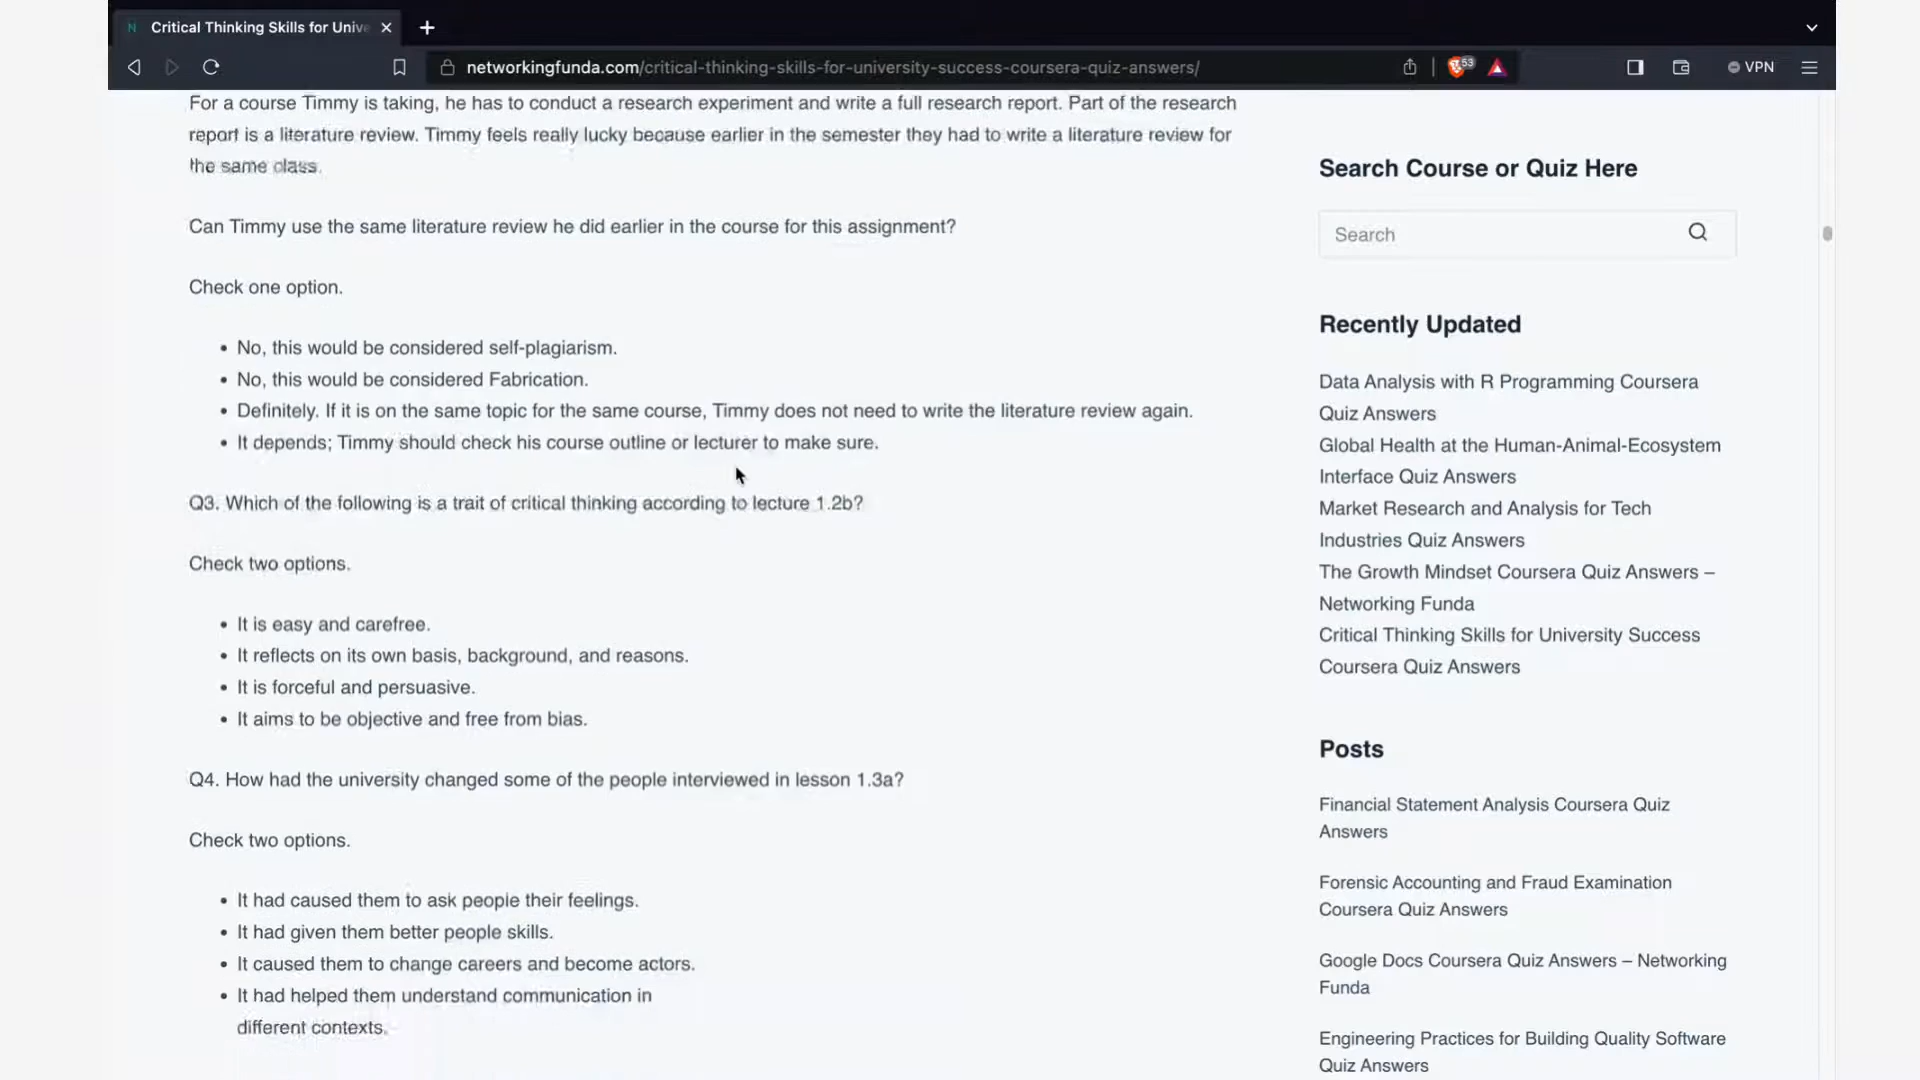 Critical Thinking Skills for Unive
networkingfunda.com/critical-thinking-skills-for-university-success-coursera-quiz-answers/
53
VPN
For a course Timmy is taking, he has to conduct a research experiment and write a full research report. Part of the research
report is a literature review. Timmy feels really lucky because earlier in the semester they had to write a literature review for
the same class.
Can Timmy use the same literature review he did earlier in the course for this assignment?
Check one option.
• No, this would be considered self-plagiarism.
• No, this would be considered Fabrication.
• Definitely. If it is on the same topic for the same course, Timmy does not need to write the literature review again.
• It depends; Timmy should check his course outline or lecturer to make sure.
Q3. Which of the following is a trait of critical thinking according to lecture 1.2b?
Check two options.
• It is easy and carefree.
• It reflects on its own basis, background, and reasons.
• It is forceful and persuasive.
• It aims to be objective and free from bias.
Q4. How had the university changed some of the people interviewed in lesson 1.3a?
Check two options.
• It had caused them to ask people their feelings.
• It had given them better people skills.
• It caused them to change careers and become actors.
• It had helped them understand communication in
different contexts.
Search Course or Quiz Here
Search
Recently Updated
Data Analysis with R Programming Coursera
Quiz Answers
Global Health at the Human-Animal-Ecosystem
Interface Quiz Answers
Market Research and Analysis for Tech
Industries Quiz Answers
The Growth Mindset Coursera Quiz Answers –
Networking Funda
Critical Thinking Skills for University Success
Coursera Quiz Answers
Posts
Financial Statement Analysis Coursera Quiz
Answers
Forensic Accounting and Fraud Examination
Coursera Quiz Answers
Google Docs Coursera Quiz Answers – Networking
Funda
Engineering Practices for Building Quality Software
Quiz Answers